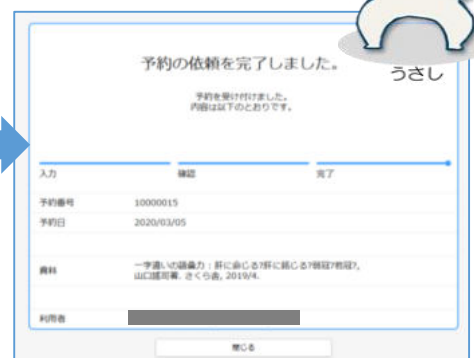 うさし
予約の依頼を完了しました。
予約を受け付けました。
内容は以下のとおりです。
入力 確認 完了
予約番号 10000015
予約日 2020/03/05
資料 一字違いの語彙力 : 肝に命じる?肝に銘じる?弱冠?若冠?,
山口謠司著. さくら舎, 2019/4.
利用者
閉じる